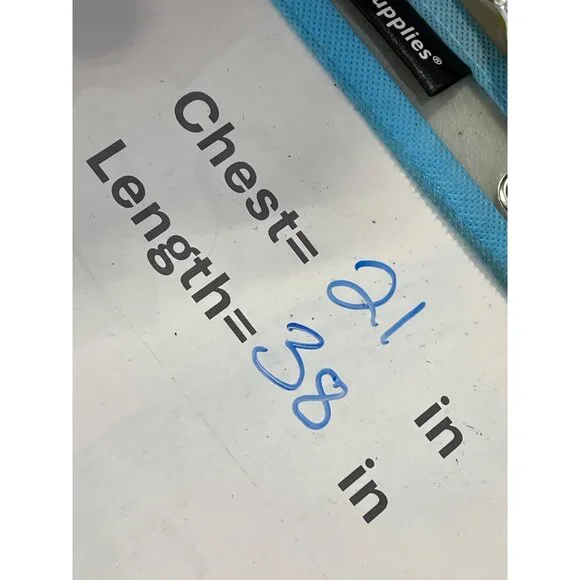 upplies®
Chest= 21 in
Length= 38 in